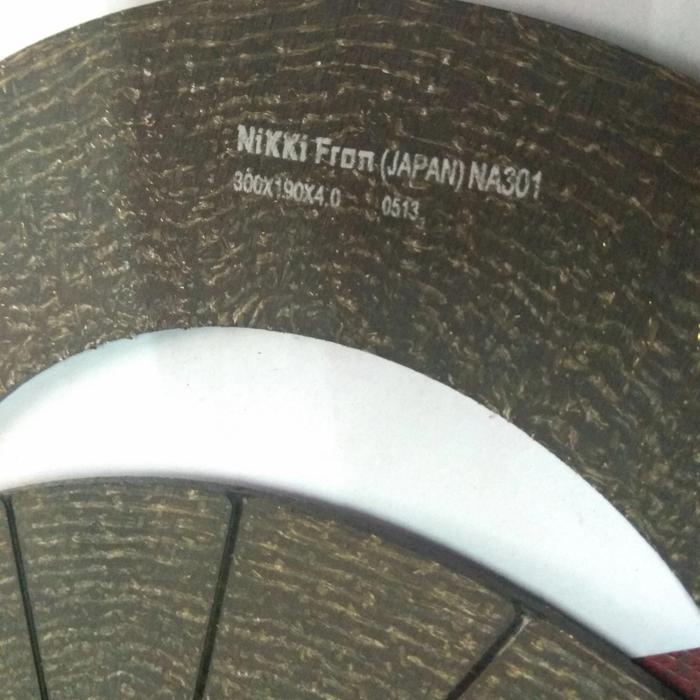 NiKKi Fron (JAPAN) NA301
300X190X4.0 0513